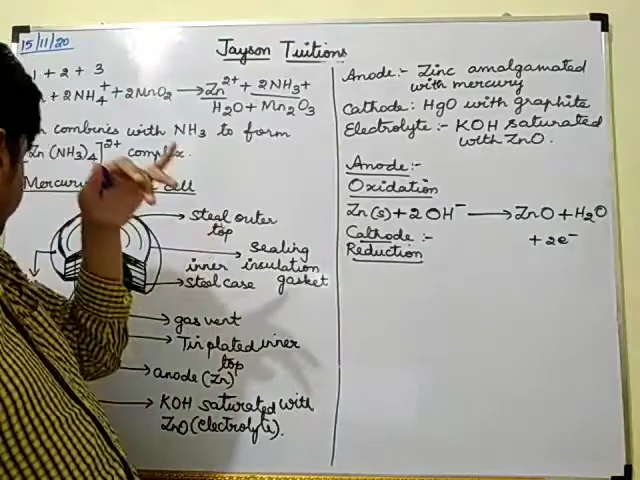 15/11/20
Jayson Tuitions
1 + 2 + 3
+ 2NH₄⁺ + 2MnO₂ → Zn²⁺ + 2NH₃ +
H₂O + Mn₂O₃
combines with NH₃ to form
[Zn(NH₃)₄]²⁺ complex.
Mercury cell
steel outer
top
sealing
inner insulation
gasket
steel case
gas vent
Tin plated inner
top
anode (Zn)
KOH saturated with
ZnO (electrolyte).
Anode:- Zinc amalgamated
with mercury
Cathode: HgO with graphite
Electrolyte:- KOH saturated
with ZnO.
Anode:-
Oxidation
Zn(s) + 2OH⁻ → ZnO + H₂O
+ 2e⁻
Cathode:-
Reduction